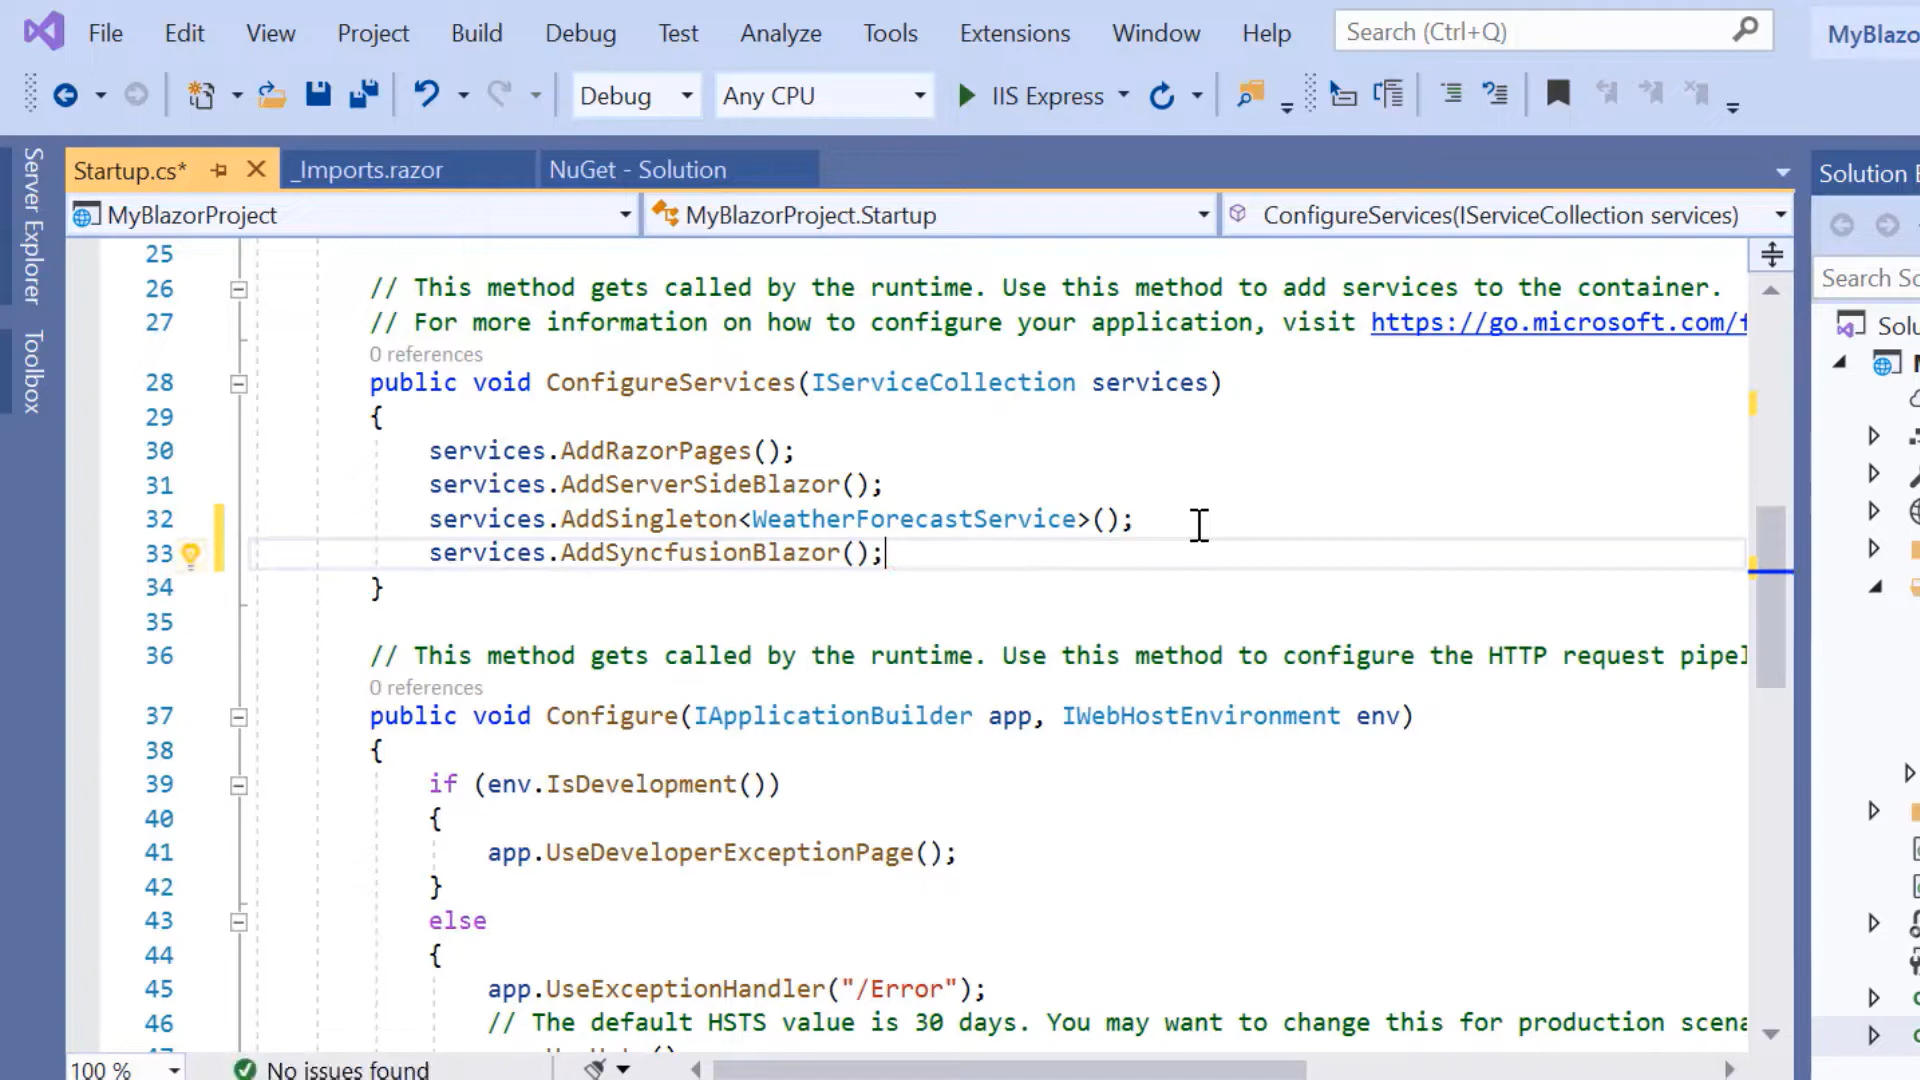 File Edit View Project Build Debug Test Analyze Tools Extensions Window Help Search (Ctrl+Q) MyBlazo
Debug Any CPU IIS Express
Server Explorer
Toolbox
Startup.cs* _Imports.razor NuGet - Solution
Solution E
MyBlazorProject MyBlazorProject.Startup ConfigureServices(IServiceCollection services)
Search So
Solu
25
26 // This method gets called by the runtime. Use this method to add services to the container.
27 // For more information on how to configure your application, visit https://go.microsoft.com/f
0 references
28 public void ConfigureServices(IServiceCollection services)
29 {
30 services.AddRazorPages();
31 services.AddServerSideBlazor();
32 services.AddSingleton<WeatherForecastService>();
33 services.AddSyncfusionBlazor();
34 }
35
36 // This method gets called by the runtime. Use this method to configure the HTTP request pipel
0 references
37 public void Configure(IApplicationBuilder app, IWebHostEnvironment env)
38 {
39 if (env.IsDevelopment())
40 {
41 app.UseDeveloperExceptionPage();
42 }
43 else
44 {
45 app.UseExceptionHandler("/Error");
46 // The default HSTS value is 30 days. You may want to change this for production scena
100 % No issues found